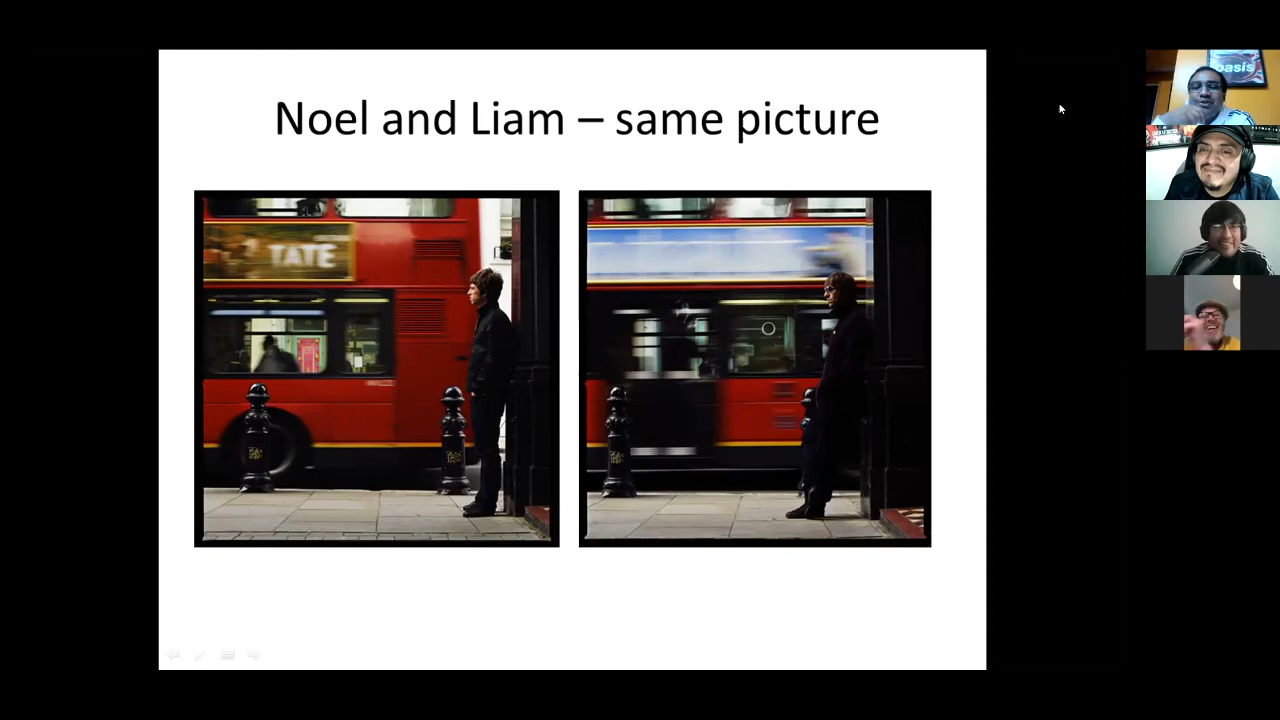 Noel and Liam – same picture
TATE
oasis